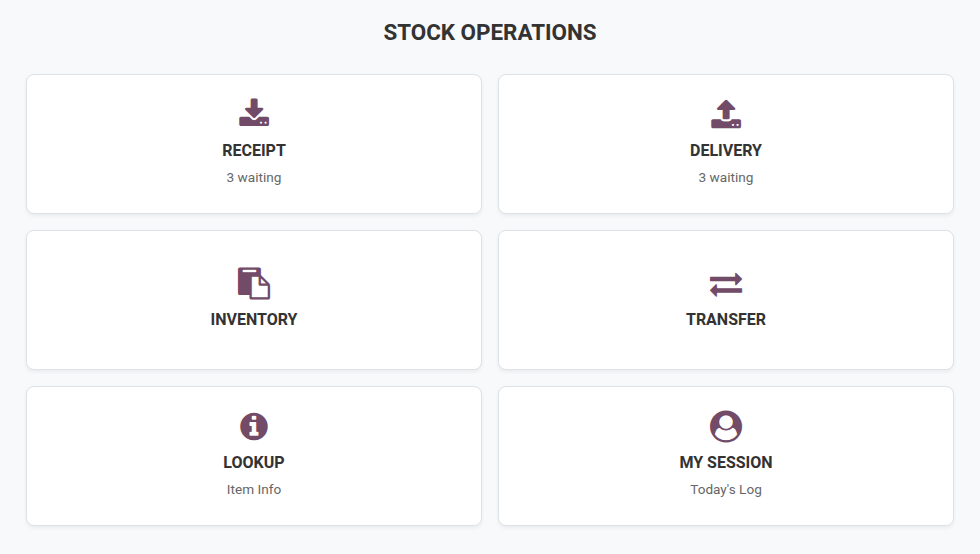 STOCK OPERATIONS
RECEIPT
3 waiting
DELIVERY
3 waiting
INVENTORY
TRANSFER
LOOKUP
Item Info
MY SESSION
Today's Log